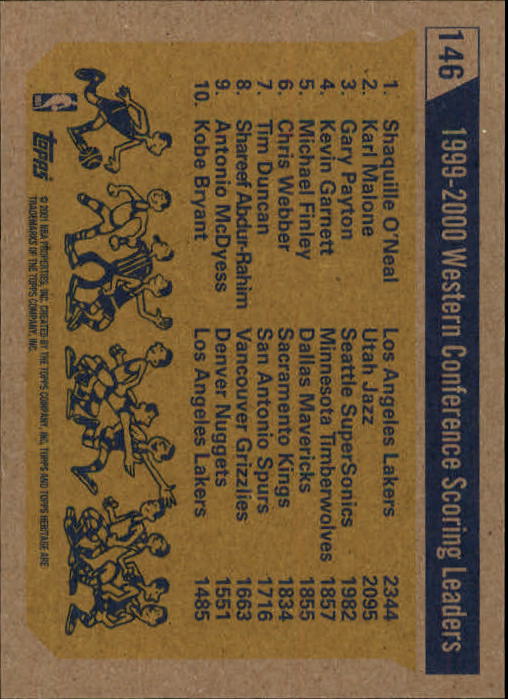 146
1999-2000 Western Conference Scoring Leaders
1. Shaquille O'Neal Los Angeles Lakers 2344
2. Karl Malone Utah Jazz 2095
3. Gary Payton Seattle SuperSonics 1982
4. Kevin Garnett Minnesota Timberwolves 1857
5. Michael Finley Dallas Mavericks 1855
6. Chris Webber Sacramento Kings 1834
7. Tim Duncan San Antonio Spurs 1716
8. Shareef Abdur-Rahim Vancouver Grizzlies 1663
9. Antonio McDyess Denver Nuggets 1551
10. Kobe Bryant Los Angeles Lakers 1485
TOPPS
© 2001 NBA PROPERTIES, INC. CREATED BY THE TOPPS COMPANY, INC. TOPPS AND TOPPS HERITAGE ARE
TRADEMARKS OF THE TOPPS COMPANY, INC.